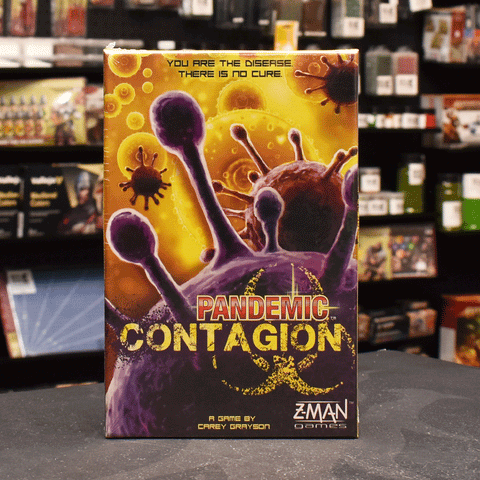 YOU ARE THE DISEASE.
THERE IS NO CURE.
PANDEMIC
CONTAGION
A GAME BY
CAREY GRAYSON
Z-MAN
games